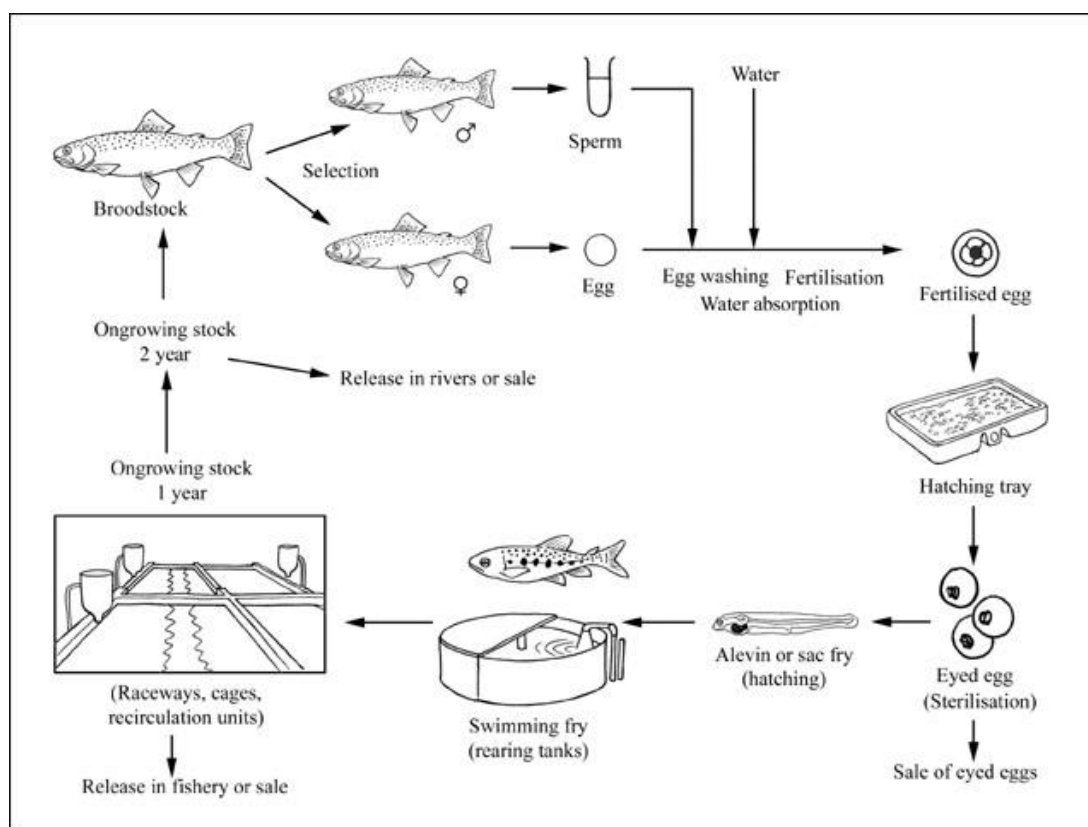 Water
Sperm
♂
Selection
Broodstock
♀
Egg
Egg washing Fertilisation
Water absorption
Fertilised egg
Ongrowing stock
2 year
Release in rivers or sale
Ongrowing stock
1 year
Hatching tray
(Raceways, cages,
recirculation units)
Release in fishery or sale
Swimming fry
(rearing tanks)
Alevin or sac fry
(hatching)
Eyed egg
(Sterilisation)
Sale of eyed eggs